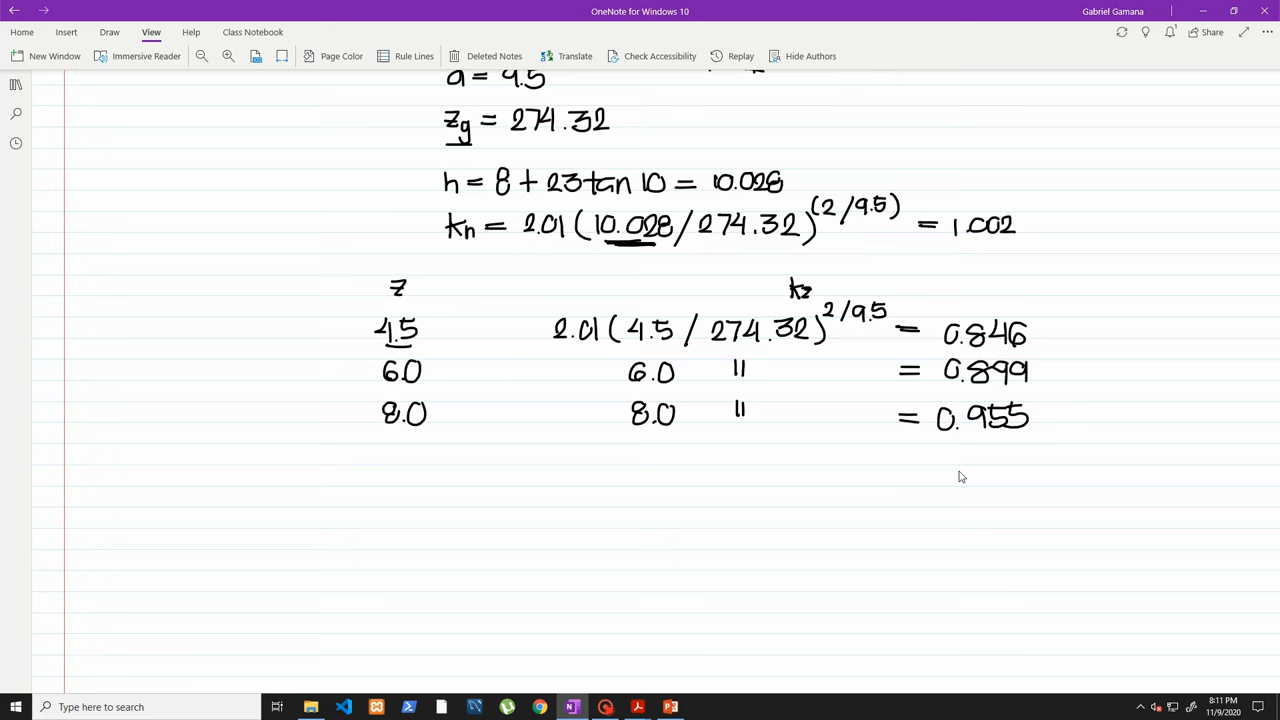 OneNote for Windows 10
Gabriel Gamana
Home Insert Draw View Help Class Notebook
Share
New Window Immersive Reader Page Color Rule Lines Deleted Notes Translate Check Accessibility Replay Hide Authors
a = 9.5
zg = 274.32
h = 8 + 23 tan 10 = 10.028
kh = 2.01 (10.028 / 274.32)^(2/9.5) = 1.002
z kz
4.5 2.01 (4.5 / 274.32)^2/9.5 = 0.846
6.0 6.0 " = 0.899
8.0 8.0 " = 0.955
Type here to search
8:11 PM
11/9/2020